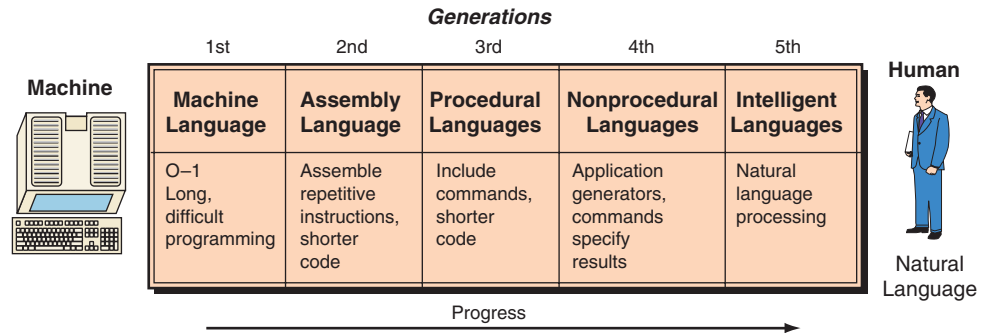 Generations
1st
2nd
3rd
4th
5th
Machine
Human
Machine
Language
Assembly
Language
Procedural
Languages
Nonprocedural
Languages
Intelligent
Languages
O–1
Long,
difficult
programming
Assemble
repetitive
instructions,
shorter
code
Include
commands,
shorter
code
Application
generators,
commands
specify
results
Natural
language
processing
Natural
Language
Progress